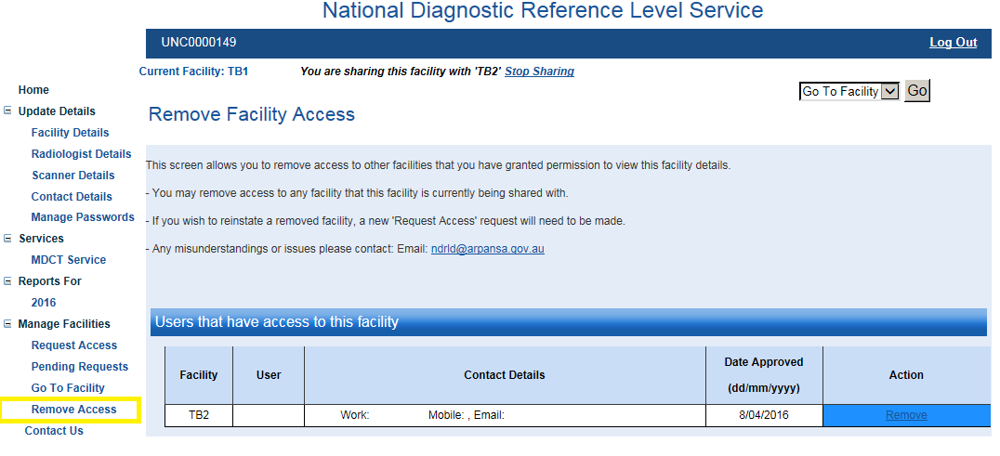 National Diagnostic Reference Level Service
UNC0000149 Log Out
Current Facility: TB1 You are sharing this facility with 'TB2' Stop Sharing
Go To Facility Go
Home
Update Details
Facility Details
Radiologist Details
Scanner Details
Contact Details
Manage Passwords
Services
MDCT Service
Reports For
2016
Manage Facilities
Request Access
Pending Requests
Go To Facility
Remove Access
Contact Us
Remove Facility Access
This screen allows you to remove access to other facilities that you have granted permission to view this facility details.
- You may remove access to any facility that this facility is currently being shared with.
- If you wish to reinstate a removed facility, a new 'Request Access' request will need to be made.
- Any misunderstandings or issues please contact: Email: ndrld@arpansa.gov.au
Users that have access to this facility
Facility User Contact Details Date Approved (dd/mm/yyyy) Action
TB2 Work: Mobile: , Email: 8/04/2016 Remove